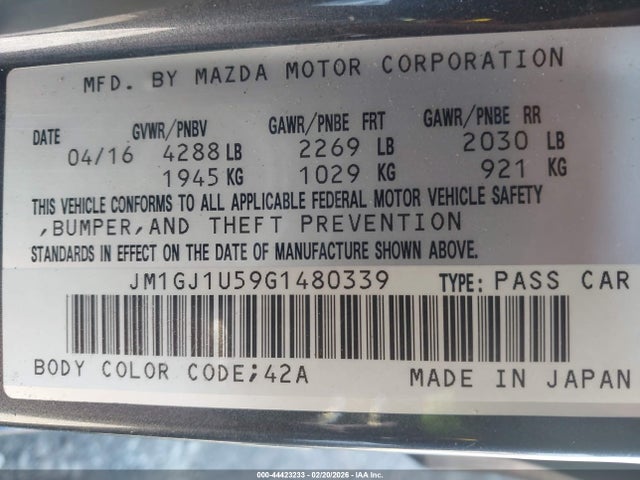 MFD. BY MAZDA MOTOR CORPORATION
DATE GVWR/PNBV GAWR/PNBE FRT GAWR/PNBE RR
04/16 4288 LB 2269 LB 2030 LB
1945 KG 1029 KG 921 KG
THIS VEHICLE CONFORMS TO ALL APPLICABLE FEDERAL MOTOR VEHICLE SAFETY
,BUMPER,AND THEFT PREVENTION
STANDARDS IN EFFECT ON THE DATE OF MANUFACTURE SHOWN ABOVE.
JM1GJ1U59G1480339 TYPE: PASS CAR
BODY COLOR CODE;42A MADE IN JAPAN
000-44423233 - 02/20/2026 - IAA Inc.